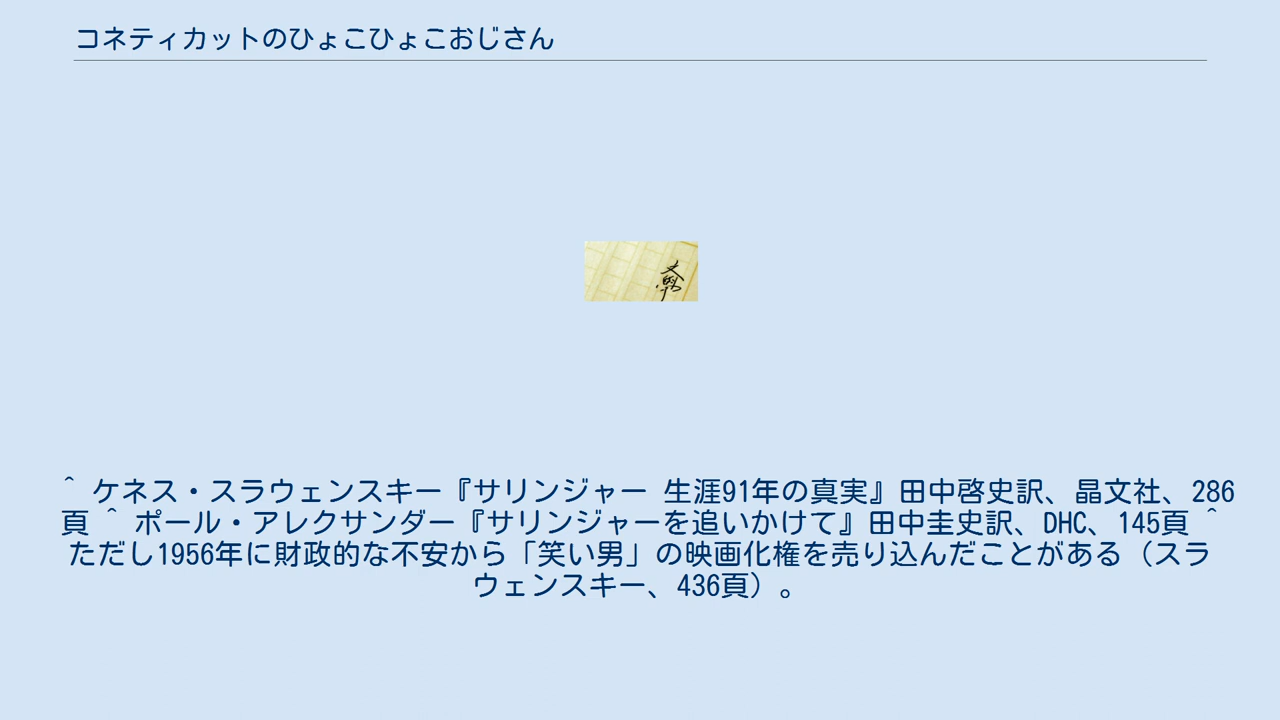 コネティカットのひょこひょこおじさん
^ ケネス・スラウェンスキー『サリンジャー 生涯91年の真実』田中啓史訳、晶文社、286
頁 ^ ポール・アレクサンダー『サリンジャーを追いかけて』田中圭史訳、DHC、145頁 ^
ただし1956年に財政的な不安から「笑い男」の映画化権を売り込んだことがある（スラ
ウェンスキー、436頁）。